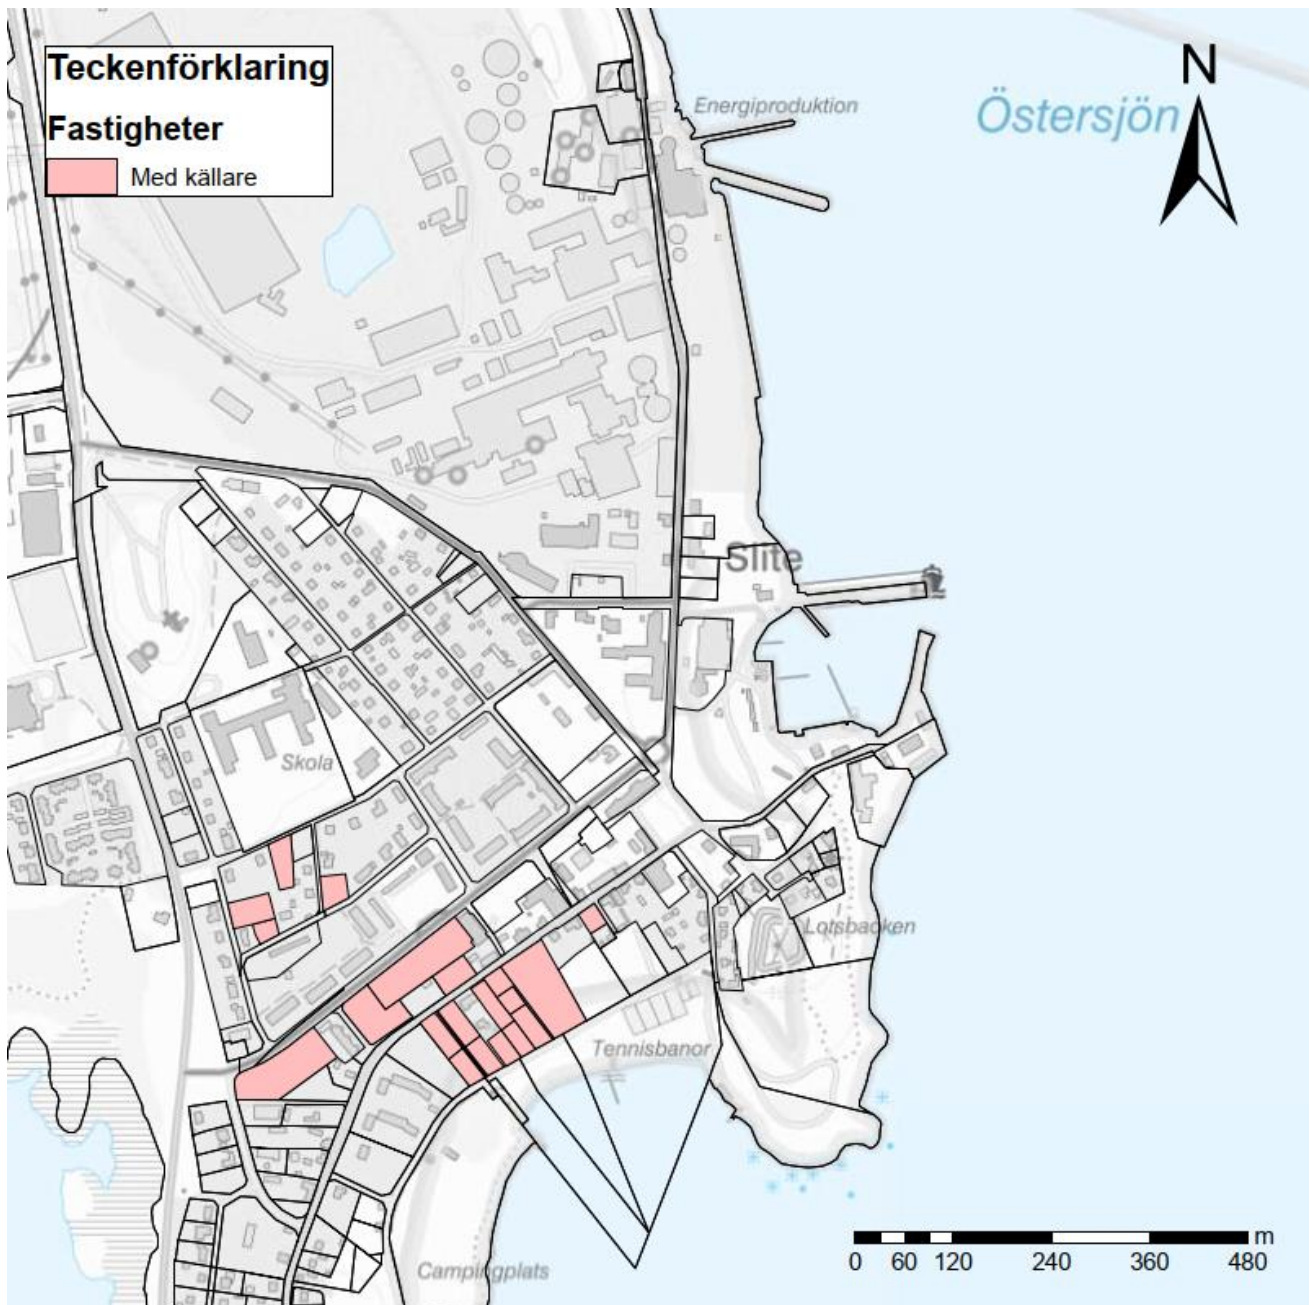 Teckenförklaring
Fastigheter
Med källare
Energiproduktion
Östersjön
N
Slite
Skola
Lotsbacken
Tennisbanor
Campingplats
0 60 120 240 360 480 m